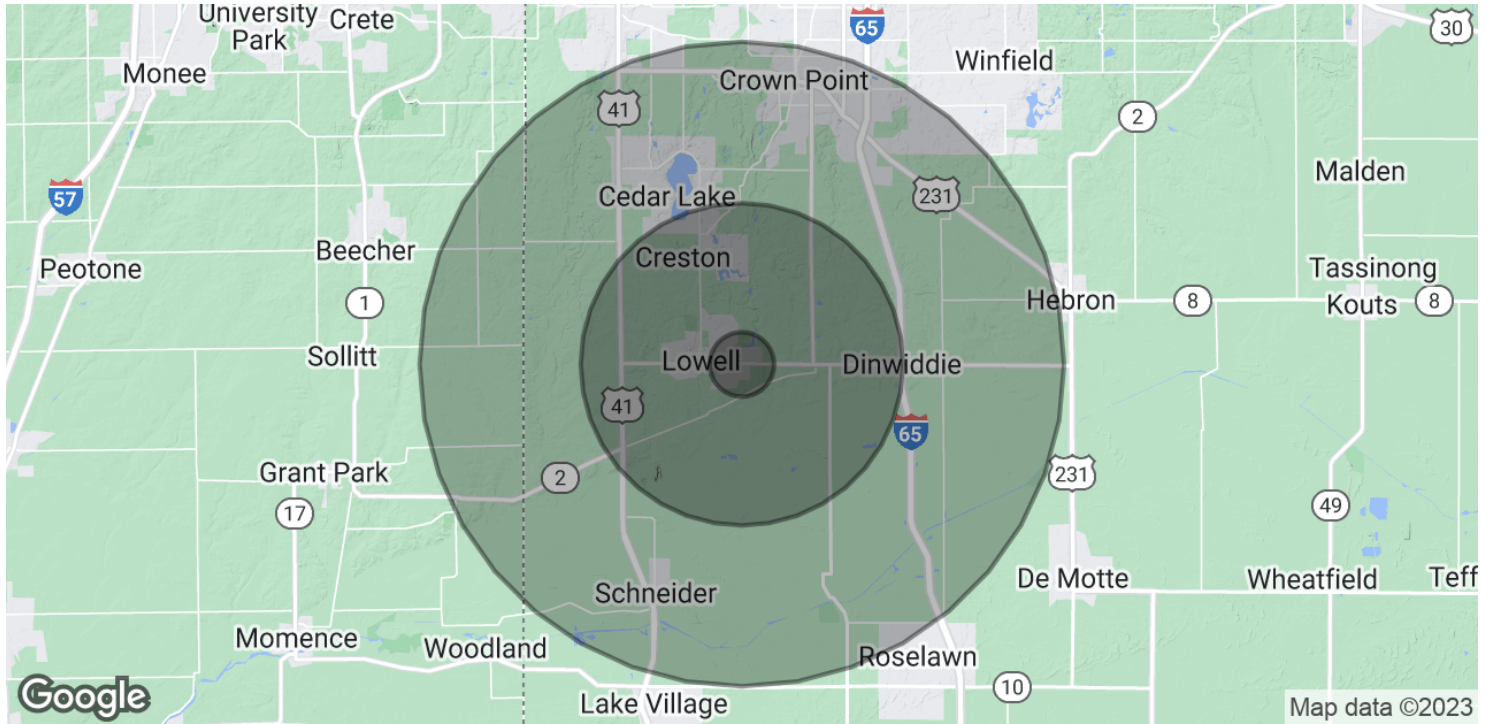 University
Park
Crete
65
30
Monee
Winfield
Crown Point
41
2
57
Malden
Cedar Lake
231
Beecher
Creston
Peotone
Tassinong
1
Hebron
8
Kouts
8
Sollitt
Lowell
Dinwiddie
41
65
Grant Park
2
231
17
49
De Motte
Wheatfield
Teff
Schneider
Momence
Woodland
Roselawn
10
Google
Lake Village
Map data ©2023